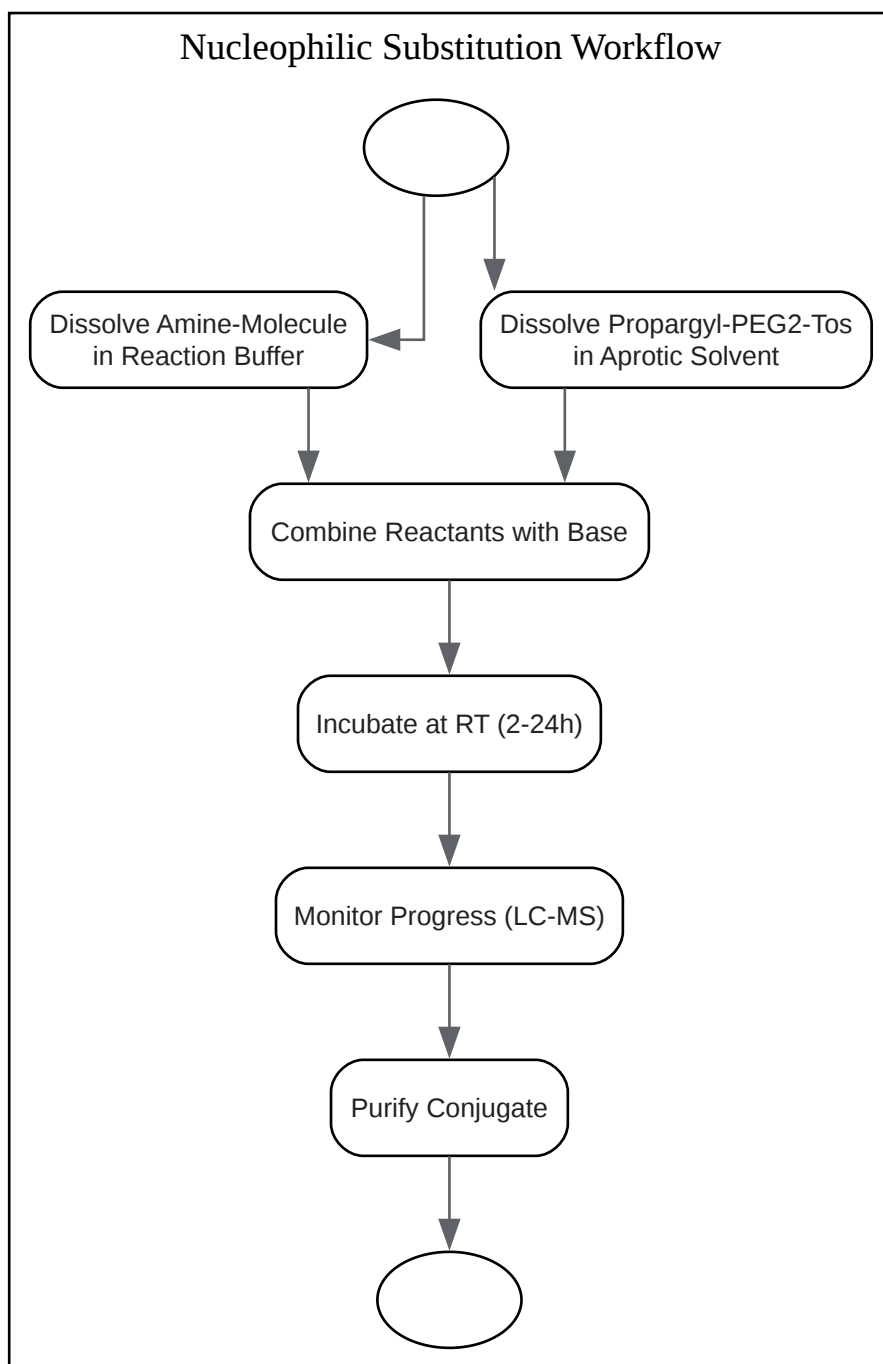 Nucleophilic Substitution Workflow
Dissolve Amine-Molecule
in Reaction Buffer
Dissolve Propargyl-PEG2-Tos
in Aprotic Solvent
Combine Reactants with Base
Incubate at RT (2-24h)
Monitor Progress (LC-MS)
Purify Conjugate